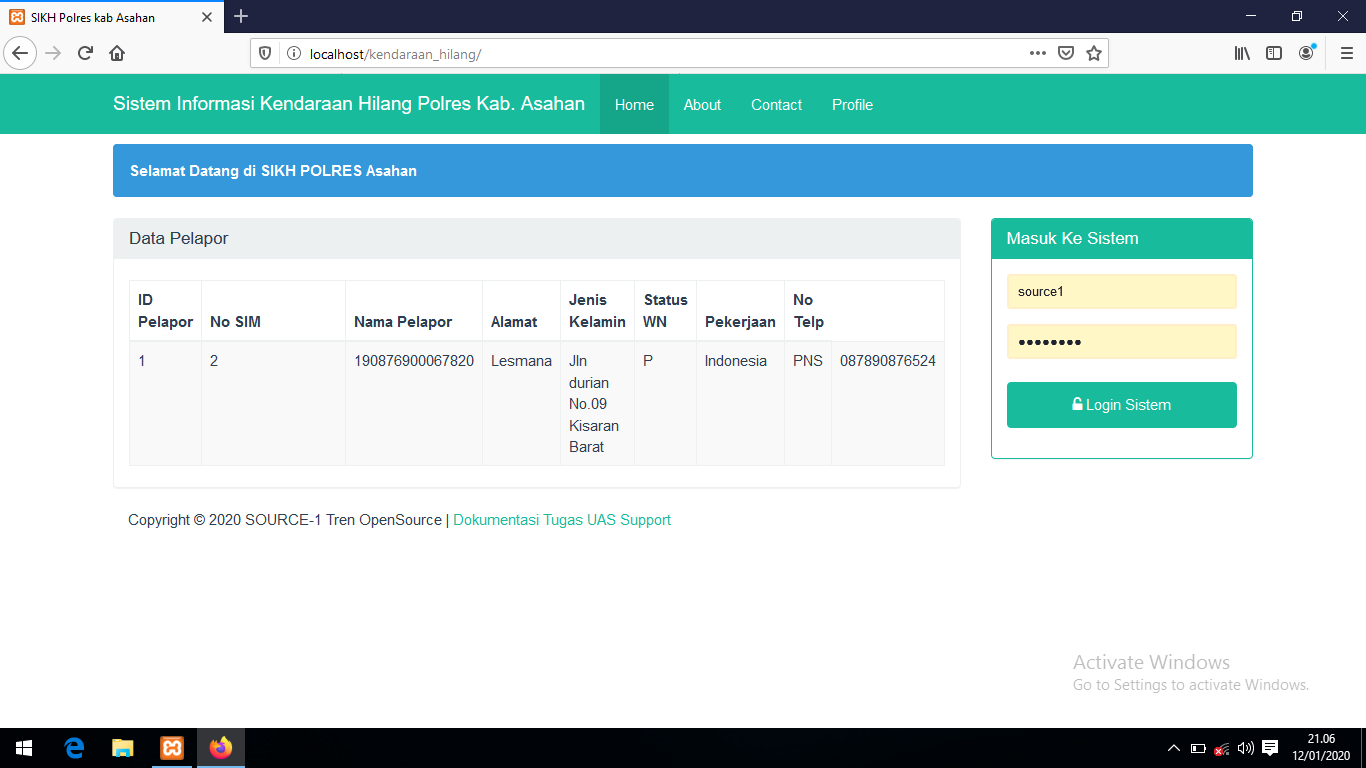 SIKH Polres kab Asahan
localhost/kendaraan_hilang/
Sistem Informasi Kendaraan Hilang Polres Kab. Asahan Home About Contact Profile
Selamat Datang di SIKH POLRES Asahan
Data Pelapor
ID Pelapor No SIM Nama Pelapor Alamat Jenis Kelamin Status WN Pekerjaan No Telp
1 2 190876900067820 Lesmana Jln durian No.09 Kisaran Barat P Indonesia PNS 087890876524
Masuk Ke Sistem
source1
••••••••
Login Sistem
Copyright © 2020 SOURCE-1 Tren OpenSource | Dokumentasi Tugas UAS Support
Activate Windows
Go to Settings to activate Windows.
21.06
12/01/2020